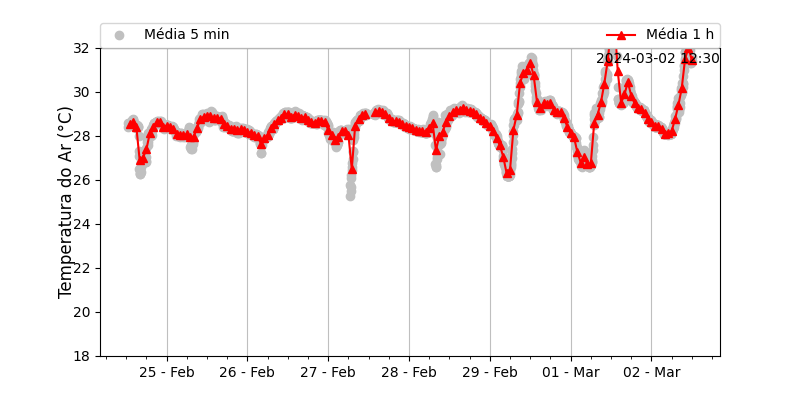 Média 5 min
Média 1 h
2024-03-02 12:30
Temperatura do Ar (°C)
32
30
28
26
24
22
20
18
25 - Feb
26 - Feb
27 - Feb
28 - Feb
29 - Feb
01 - Mar
02 - Mar